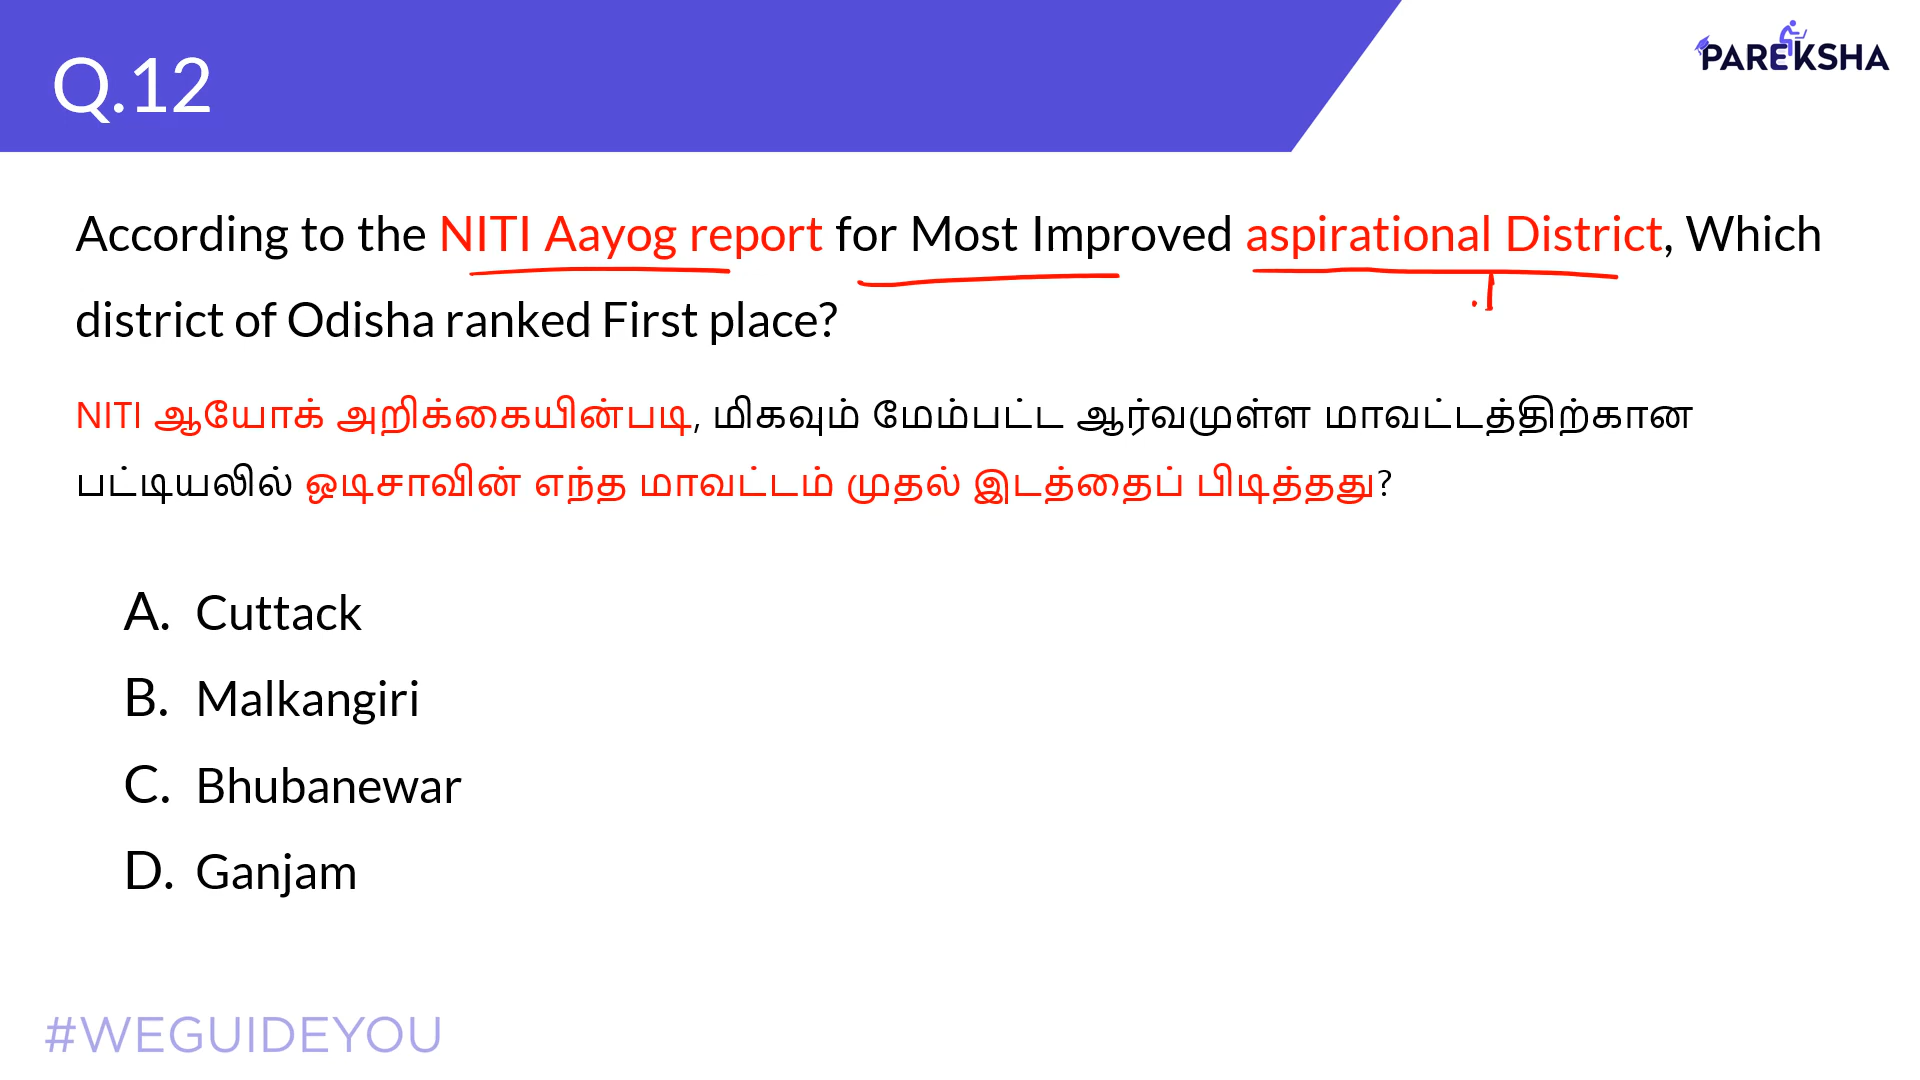 Q.12
PAREKSHA
According to the NITI Aayog report for Most Improved aspirational District, Which
district of Odisha ranked First place?
NITI ஆயோக் அறிக்கையின்படி, மிகவும் மேம்பட்ட ஆர்வமுள்ள மாவட்டத்திற்கான
பட்டியலில் ஒடிசாவின் எந்த மாவட்டம் முதல் இடத்தைப் பிடித்தது?
A. Cuttack
B. Malkangiri
C. Bhubanewar
D. Ganjam
#WEGUIDEYOU